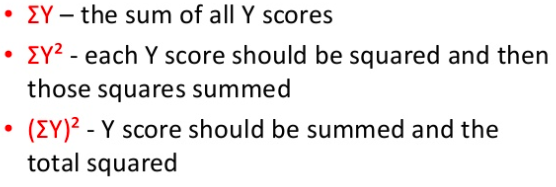 • ΣY – the sum of all Y scores
• ΣY² - each Y score should be squared and then
those squares summed
• (ΣY)² - Y score should be summed and the
total squared